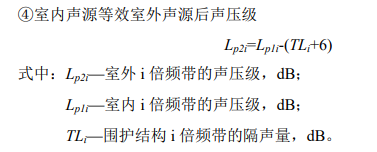 ④室内声源等效室外声源后声压级
Lp2i=Lp1i-(TLi+6)
式中：Lp2i—室外 i 倍频带的声压级，dB；
Lp1i—室内 i 倍频带的声压级，dB；
TLi—围护结构 i 倍频带的隔声量，dB。